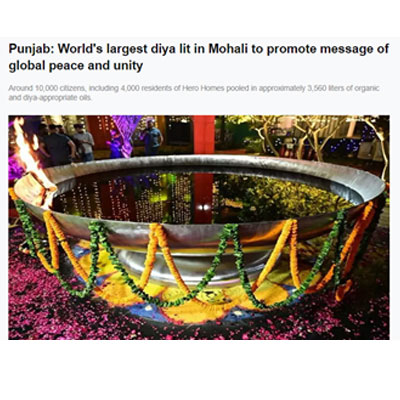 Punjab: World's largest diya lit in Mohali to promote message of
global peace and unity
Around 10,000 citizens, including 4,000 residents of Hero Homes pooled in approximately 3,560 liters of organic
and diya-appropriate oils.